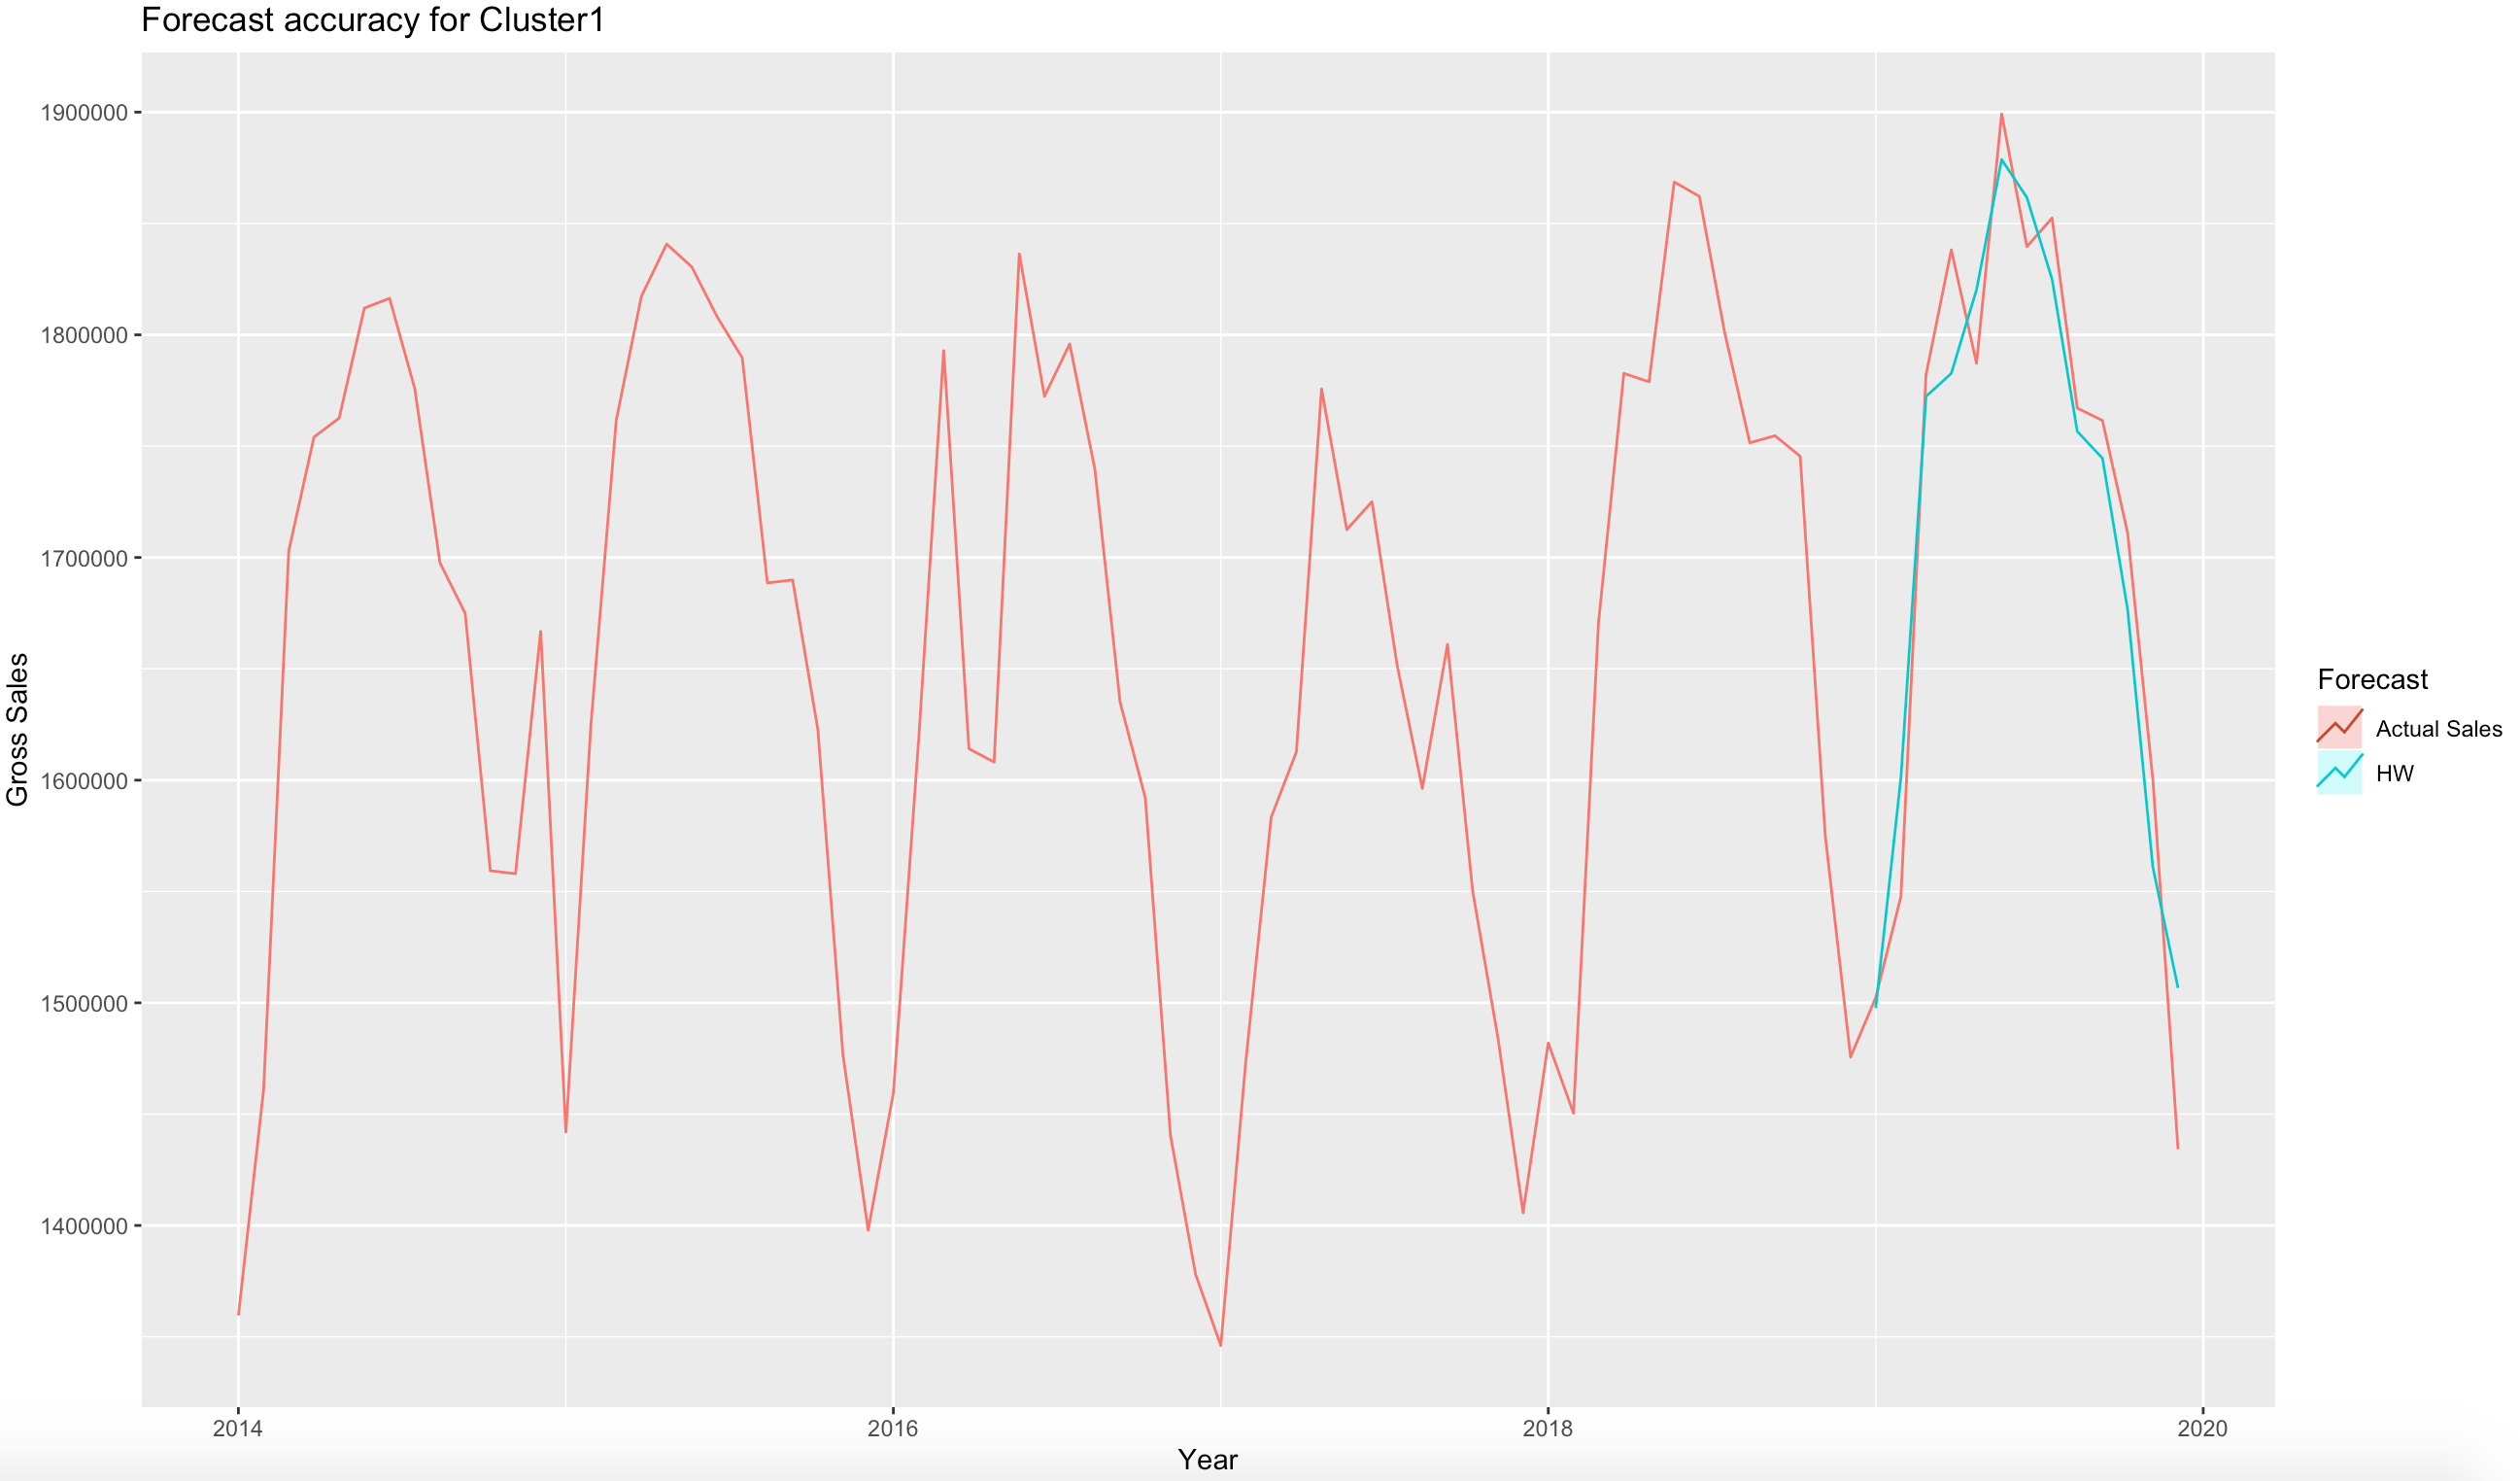 Forecast accuracy for Cluster1
1900000
1800000
1700000
1600000
1500000
1400000
Gross Sales
2014
2016
2018
2020
Year
Forecast
Actual Sales
HW